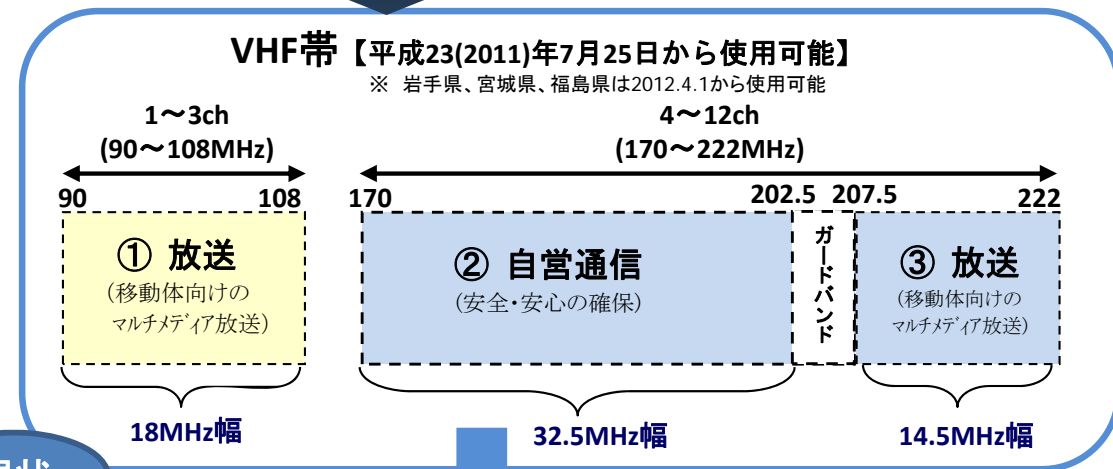 VHF帯【平成23(2011)年7月25日から使用可能】
※ 岩手県、宮城県、福島県は2012.4.1から使用可能
1～3ch
(90～108MHz)
4～12ch
(170～222MHz)
90
108
170
202.5
207.5
222
① 放送
(移動体向けの
マルチメディア放送)
② 自営通信
(安全・安心の確保)
ガードバンド
③ 放送
(移動体向けの
マルチメディア放送)
18MHz幅
32.5MHz幅
14.5MHz幅